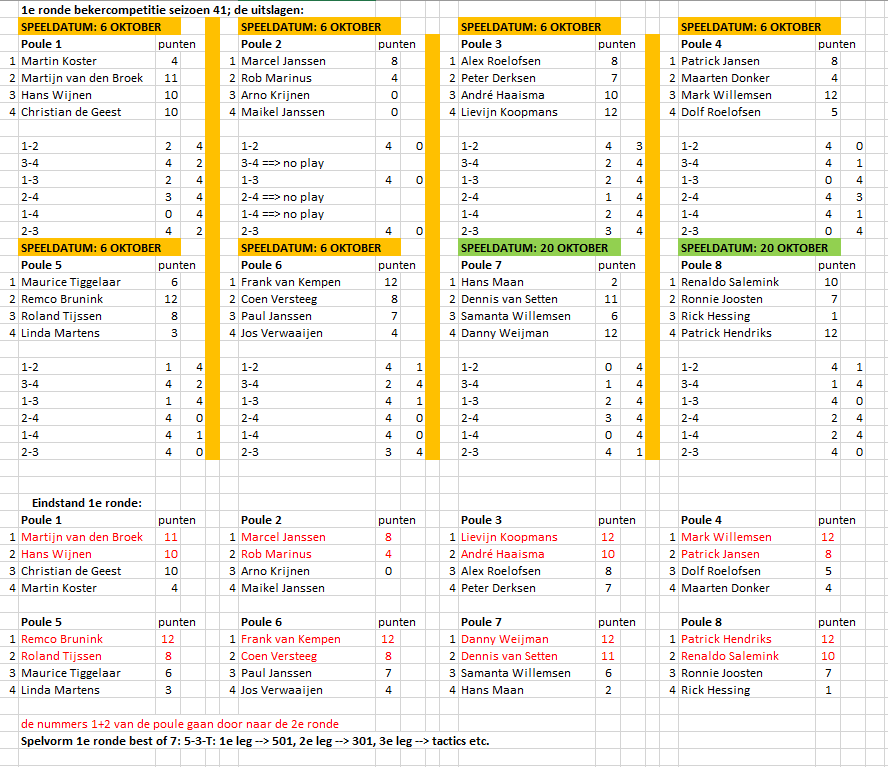 1e ronde bekercompetitie seizoen 41; de uitslagen:
SPEELDATUM: 6 OKTOBER SPEELDATUM: 6 OKTOBER SPEELDATUM: 6 OKTOBER SPEELDATUM: 6 OKTOBER
Poule 1 punten Poule 2 punten Poule 3 punten Poule 4 punten
1 Martin Koster 4 1 Marcel Janssen 8 1 Alex Roelofsen 8 1 Patrick Jansen 8
2 Martijn van den Broek 11 2 Rob Marinus 4 2 Peter Derksen 7 2 Maarten Donker 4
3 Hans Wijnen 10 3 Arno Krijnen 0 3 André Haaisma 10 3 Mark Willemsen 12
4 Christian de Geest 10 4 Maikel Janssen 0 4 Lievijn Koopmans 12 4 Dolf Roelofsen 5
1-2 2 4 1-2 4 0 1-2 4 3 1-2 4 0
3-4 4 2 3-4 ==> no play 3-4 2 4 3-4 4 1
1-3 2 4 1-3 4 0 1-3 2 4 1-3 0 4
2-4 3 4 2-4 ==> no play 2-4 1 4 2-4 4 3
1-4 0 4 1-4 ==> no play 1-4 2 4 1-4 4 1
2-3 4 2 2-3 4 0 2-3 3 4 2-3 0 4
SPEELDATUM: 6 OKTOBER SPEELDATUM: 6 OKTOBER SPEELDATUM: 20 OKTOBER SPEELDATUM: 20 OKTOBER
Poule 5 punten Poule 6 punten Poule 7 punten Poule 8 punten
1 Maurice Tiggelaar 6 1 Frank van Kempen 12 1 Hans Maan 2 1 Renaldo Salemink 10
2 Remco Brunink 12 2 Coen Versteeg 8 2 Dennis van Setten 11 2 Ronnie Joosten 7
3 Roland Tijssen 8 3 Paul Janssen 7 3 Samanta Willemsen 6 3 Rick Hessing 1
4 Linda Martens 3 4 Jos Verwaaijen 4 4 Danny Weijman 12 4 Patrick Hendriks 12
1-2 1 4 1-2 4 1 1-2 0 4 1-2 4 1
3-4 4 2 3-4 2 4 3-4 1 4 3-4 1 4
1-3 1 4 1-3 4 1 1-3 2 4 1-3 4 0
2-4 4 0 2-4 4 0 2-4 3 4 2-4 2 4
1-4 4 1 1-4 4 0 1-4 0 4 1-4 2 4
2-3 4 0 2-3 3 4 2-3 4 1 2-3 4 0
Eindstand 1e ronde:
Poule 1 punten Poule 2 punten Poule 3 punten Poule 4 punten
1 Martijn van den Broek 11 1 Marcel Janssen 8 1 Lievijn Koopmans 12 1 Mark Willemsen 12
2 Hans Wijnen 10 2 Rob Marinus 4 2 André Haaisma 10 2 Patrick Jansen 8
3 Christian de Geest 10 3 Arno Krijnen 0 3 Alex Roelofsen 8 3 Dolf Roelofsen 5
4 Martin Koster 4 4 Maikel Janssen 4 Peter Derksen 7 4 Maarten Donker 4
Poule 5 punten Poule 6 punten Poule 7 punten Poule 8 punten
1 Remco Brunink 12 1 Frank van Kempen 12 1 Danny Weijman 12 1 Patrick Hendriks 12
2 Roland Tijssen 8 2 Coen Versteeg 8 2 Dennis van Setten 11 2 Renaldo Salemink 10
3 Maurice Tiggelaar 6 3 Paul Janssen 7 3 Samanta Willemsen 6 3 Ronnie Joosten 7
4 Linda Martens 3 4 Jos Verwaaijen 4 4 Hans Maan 2 4 Rick Hessing 1
de nummers 1+2 van de poule gaan door naar de 2e ronde
Spelvorm 1e ronde best of 7: 5-3-T: 1e leg --> 501, 2e leg --> 301, 3e leg --> tactics etc.